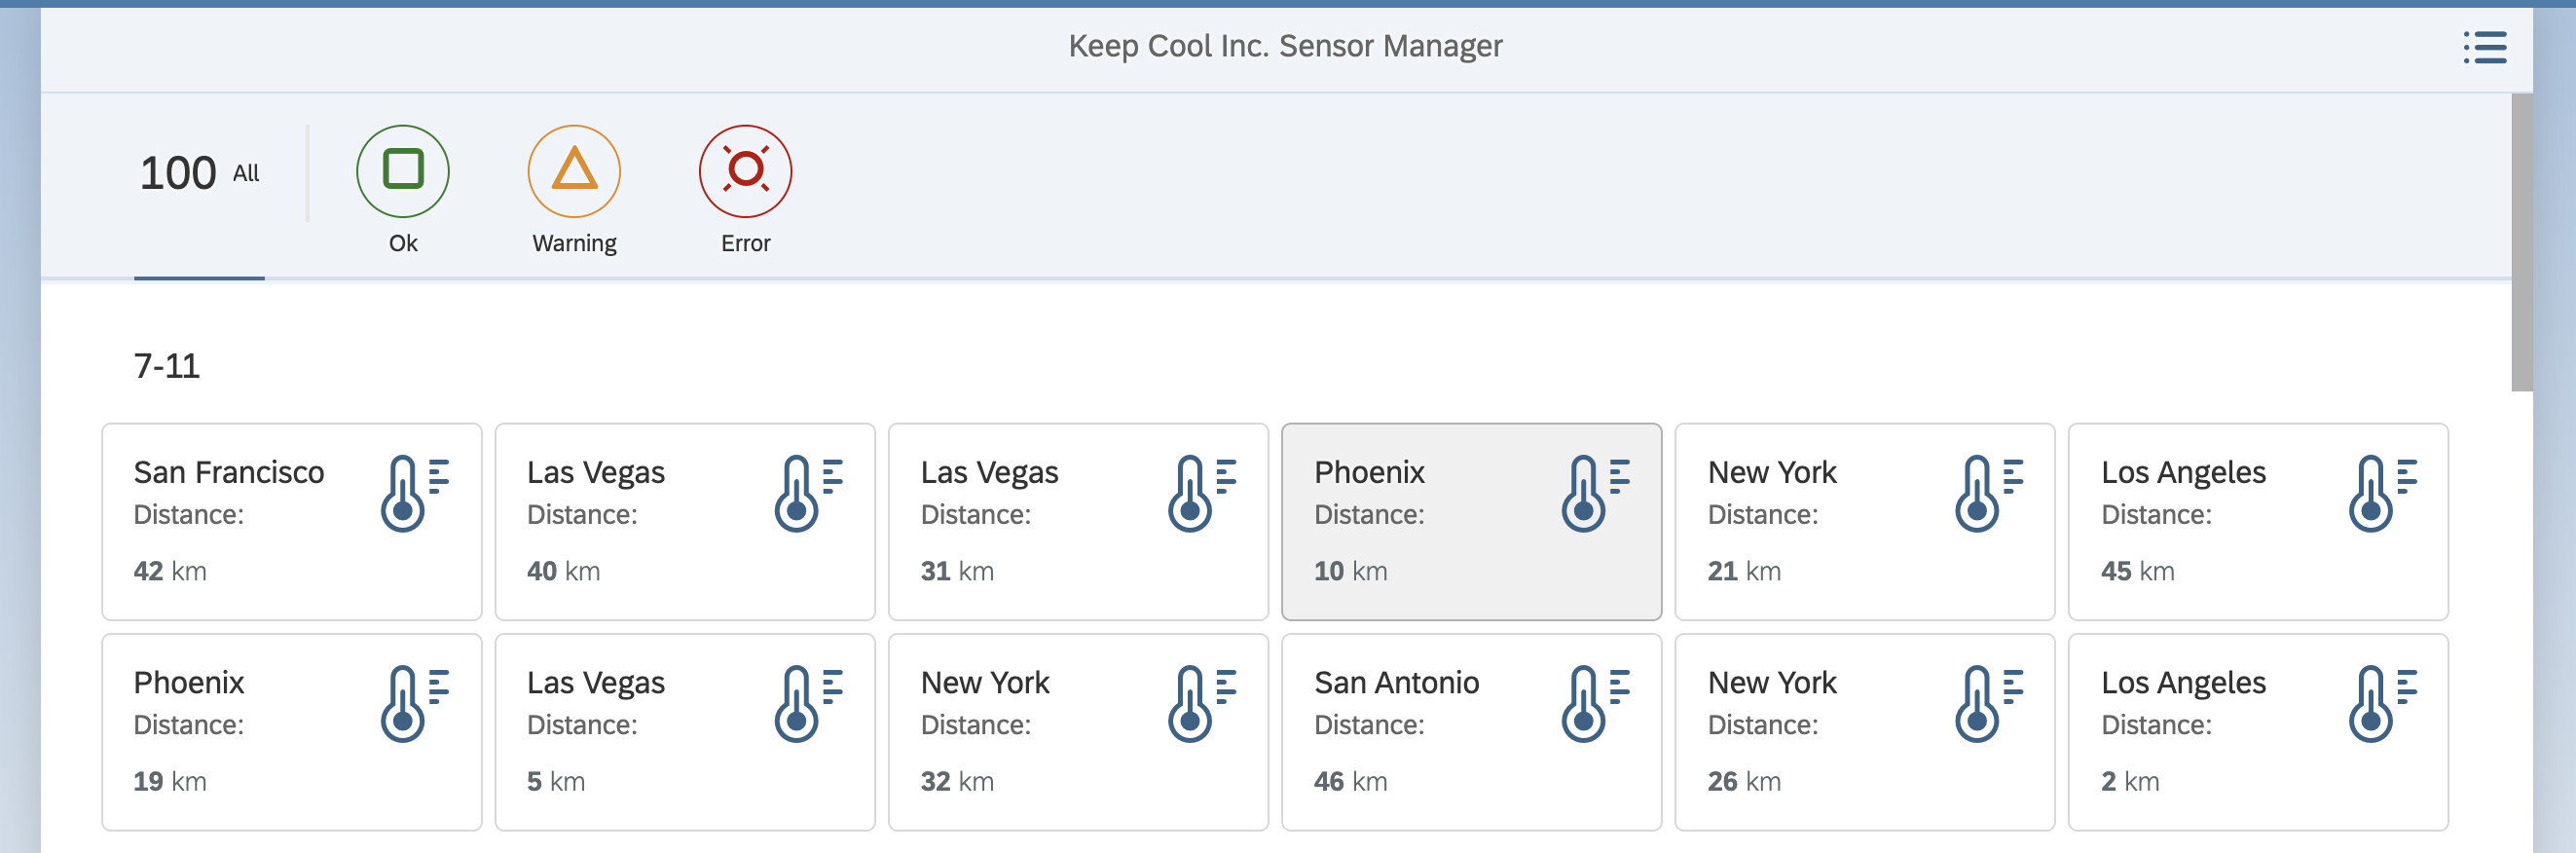 Keep Cool Inc. Sensor Manager
100 All
Ok Warning Error
7-11
San Francisco
Distance:
42 km
Las Vegas
Distance:
40 km
Las Vegas
Distance:
31 km
Phoenix
Distance:
10 km
New York
Distance:
21 km
Los Angeles
Distance:
45 km
Phoenix
Distance:
19 km
Las Vegas
Distance:
5 km
New York
Distance:
32 km
San Antonio
Distance:
46 km
New York
Distance:
26 km
Los Angeles
Distance:
2 km